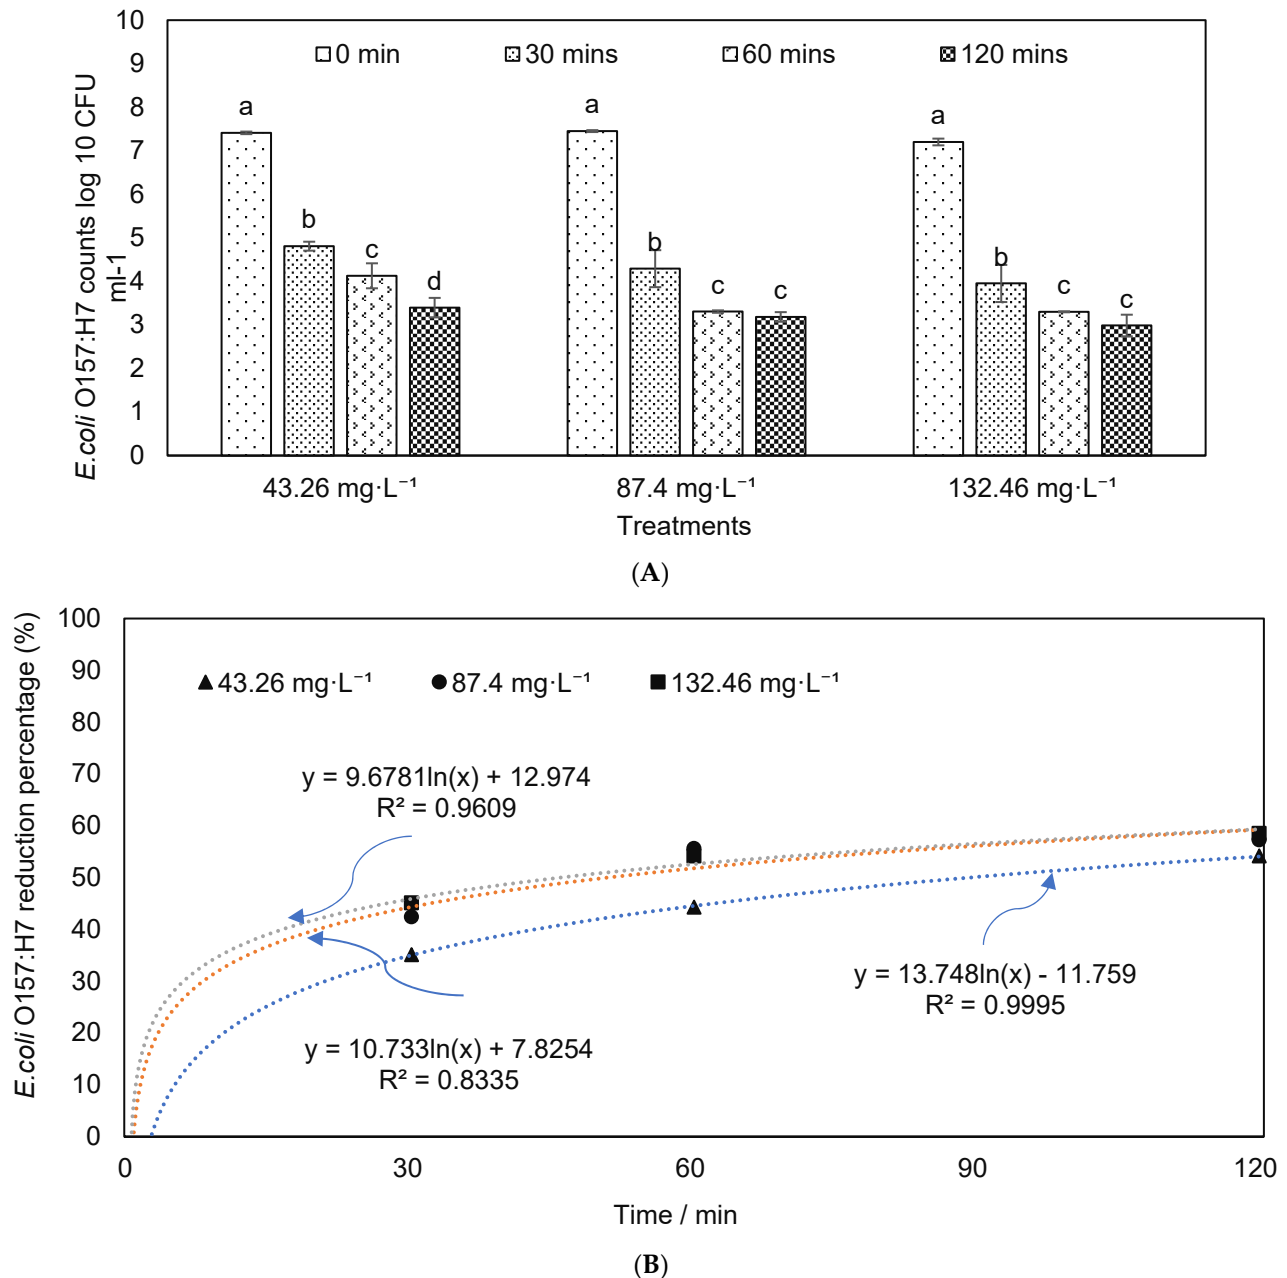 10
9
8
7
6
5
4
3
2
1
0
E.coli O157:H7 counts log 10 CFU
ml-1
0 min 30 mins 60 mins 120 mins
a b c d
a b c c
a b c c
43.26 mg·L⁻¹ 87.4 mg·L⁻¹ 132.46 mg·L⁻¹
Treatments
(A)
100
90
80
70
60
50
40
30
20
10
0
E.coli O157:H7 reduction percentage (%)
43.26 mg·L⁻¹ 87.4 mg·L⁻¹ 132.46 mg·L⁻¹
y = 9.6781ln(x) + 12.974
R² = 0.9609
y = 13.748ln(x) - 11.759
R² = 0.9995
y = 10.733ln(x) + 7.8254
R² = 0.8335
0 30 60 90 120
Time / min
(B)